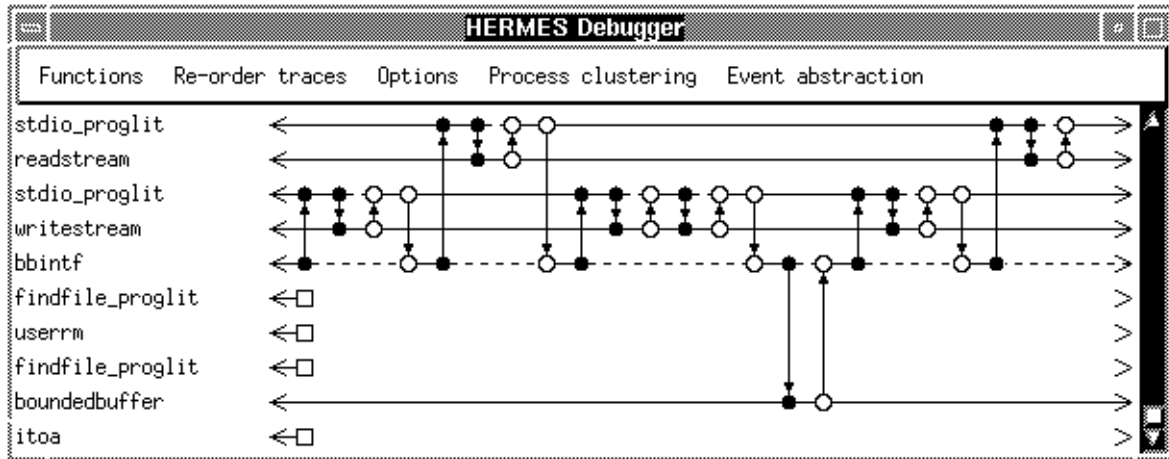 HERMES Debugger
Functions Re-order traces Options Process clustering Event abstraction
stdio_proglit
readstream
stdio_proglit
writestream
bbintf
findfile_proglit
userrm
findfile_proglit
boundedbuffer
itoa